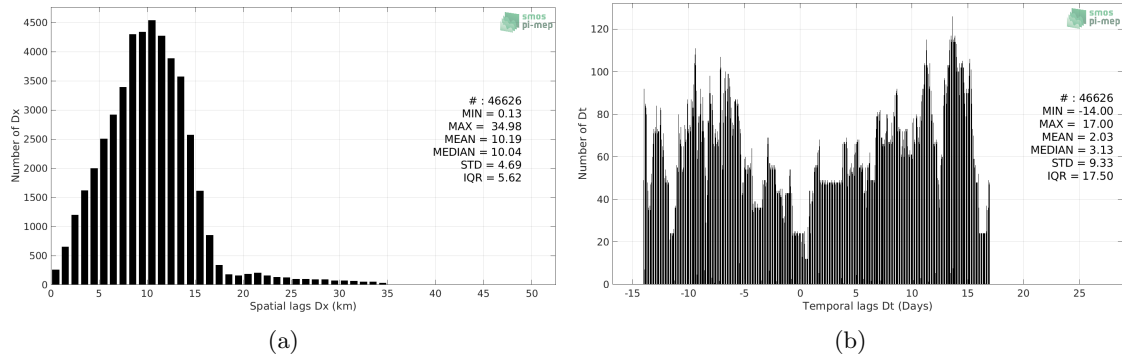 smos
pi-mep
4500
4000
3500
3000
2500
2000
1500
1000
500
0
Number of Dx
# : 46626
MIN = 0.13
MAX = 34.98
MEAN = 10.19
MEDIAN = 10.04
STD = 4.69
IQR = 5.62
0 5 10 15 20 25 30 35 40 45 50
Spatial lags Dx (km)
(a)
smos
pi-mep
120
100
80
60
40
20
0
Number of Dt
# : 46626
MIN = -14.00
MAX = 17.00
MEAN = 2.03
MEDIAN = 3.13
STD = 9.33
IQR = 17.50
-15 -10 -5 0 5 10 15 20 25
Temporal lags Dt (Days)
(b)